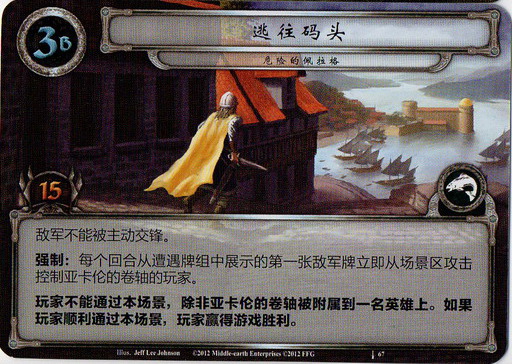 3B
逃往码头
危险的佩拉格
15
敌军不能被主动交锋。
强制：每个回合从遭遇牌组中展示的第一张敌军牌立即从场景区攻击
控制亚卡伦的卷轴的玩家。
玩家不能通过本场景，除非亚卡伦的卷轴被附属到一名英雄上。如果
玩家顺利通过本场景，玩家赢得游戏胜利。
Illus. Jeff Lee Johnson ©2012 Middle-earth Enterprises ©2012 FFG 67